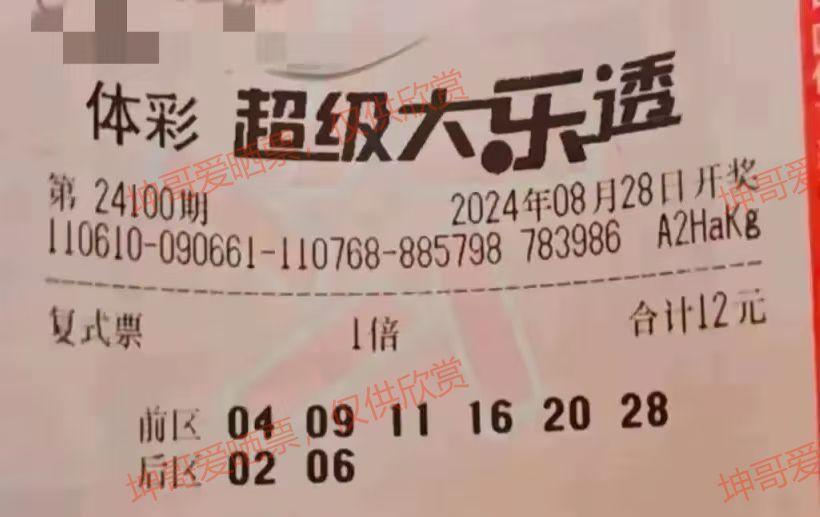 体彩 超级大乐透
第 24100期 2024年08月28日开奖
110610-090661-110768-885798 783986 A2HaKg
复式票 1倍 合计12元
前区 04 09 11 16 20 28
后区 02 06
坤哥爱晒票，仅供欣赏
坤哥爱晒票，仅供欣赏
坤哥爱
坤哥爱